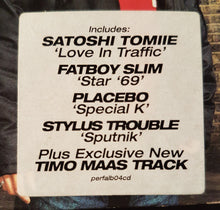 Includes:
SATOSHI TOMIIE
‘Love In Traffic’
FATBOY SLIM
‘Star ‘69’
PLACEBO
‘Special K’
STYLUS TROUBLE
‘Sputnik’
Plus Exclusive New
TIMO MAAS TRACK
perfalb04cd